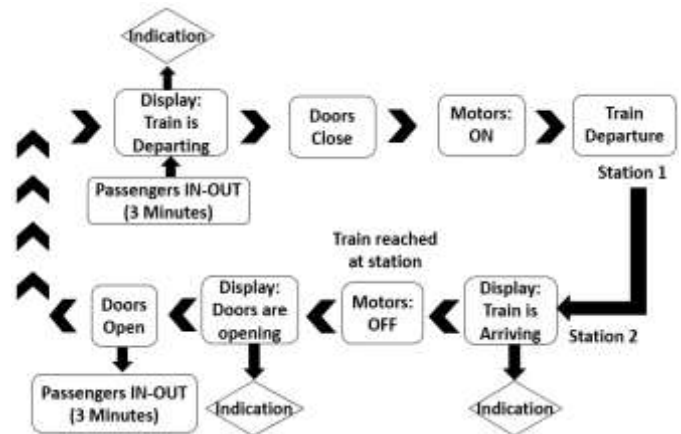 Indication
Display:
Train is
Departing
Doors
Close
Motors:
ON
Train
Departure
Passengers IN-OUT
(3 Minutes)
Station 1
Train reached
at station
Doors
Open
Display:
Doors are
opening
Motors:
OFF
Display:
Train is
Arriving
Station 2
Passengers IN-OUT
(3 Minutes)
Indication
Indication